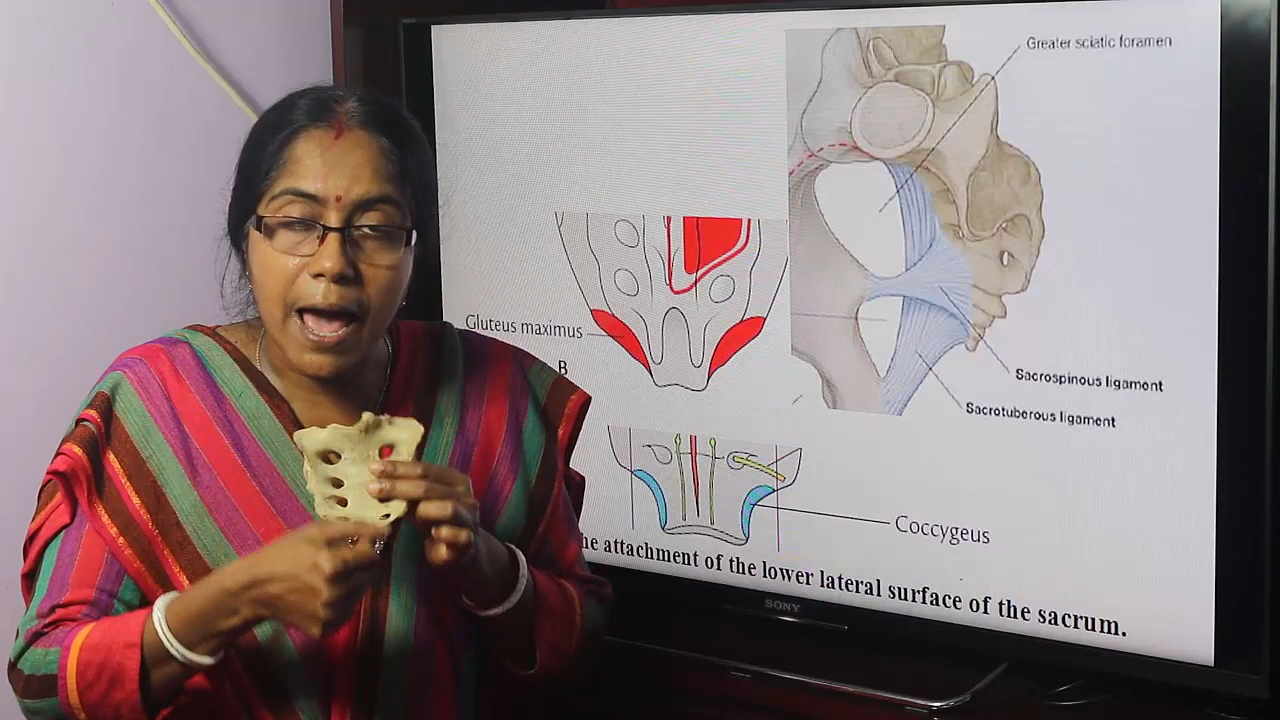 Greater sciatic foramen
Gluteus maximus
B
Sacrospinous ligament
Sacrotuberous ligament
Coccygeus
he attachment of the lower lateral surface of the sacrum.
SONY